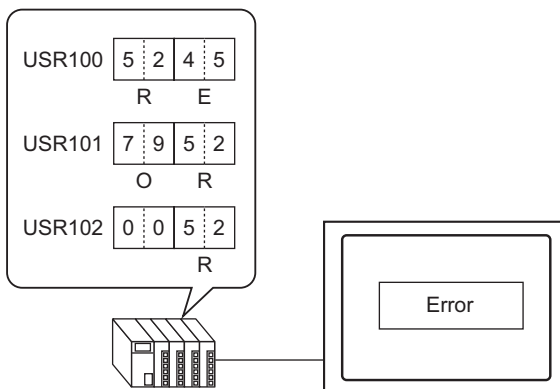 USR100 5 2 4 5
R E
USR101 7 9 5 2
O R
USR102 0 0 5 2
R
Error